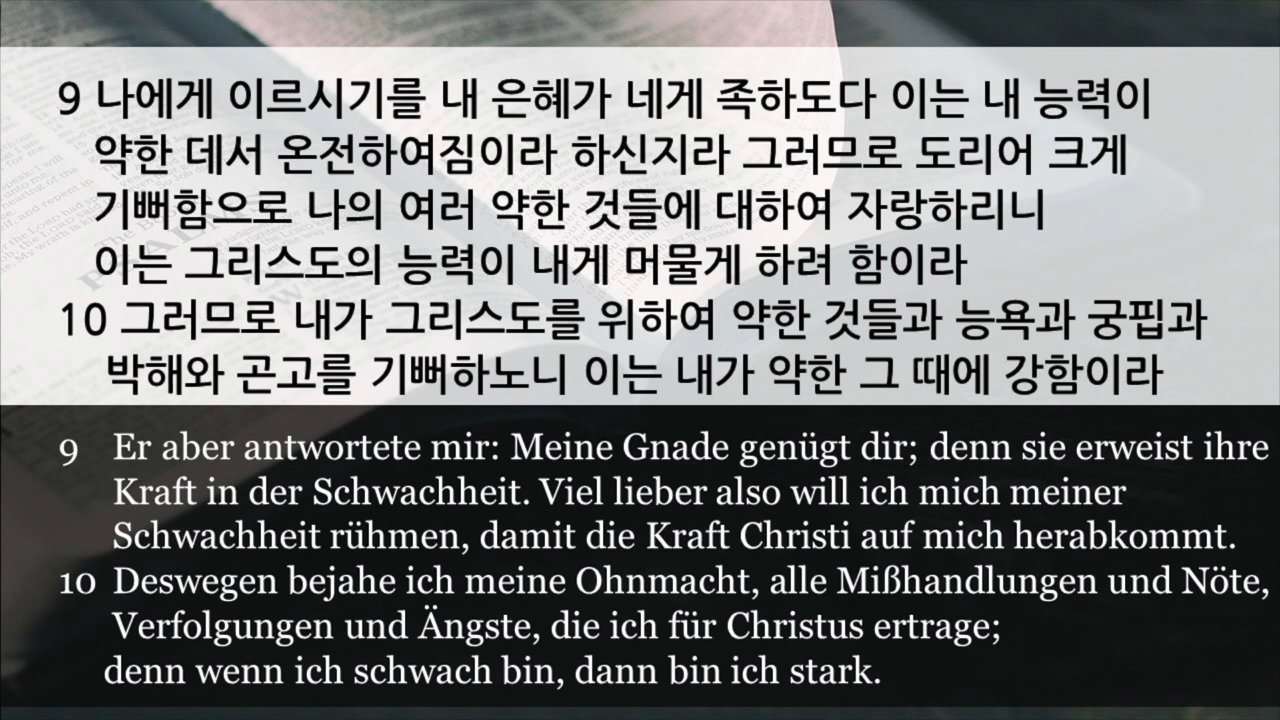 9 나에게 이르시기를 내 은혜가 네게 족하도다 이는 내 능력이
약한 데서 온전하여짐이라 하신지라 그러므로 도리어 크게
기뻐함으로 나의 여러 약한 것들에 대하여 자랑하리니
이는 그리스도의 능력이 내게 머물게 하려 함이라
10 그러므로 내가 그리스도를 위하여 약한 것들과 능욕과 궁핍과
박해와 곤고를 기뻐하노니 이는 내가 약한 그 때에 강함이라
9 Er aber antwortete mir: Meine Gnade genügt dir; denn sie erweist ihre
Kraft in der Schwachheit. Viel lieber also will ich mich meiner
Schwachheit rühmen, damit die Kraft Christi auf mich herabkommt.
10 Deswegen bejahe ich meine Ohnmacht, alle Mißhandlungen und Nöte,
Verfolgungen und Ängste, die ich für Christus ertrage;
denn wenn ich schwach bin, dann bin ich stark.